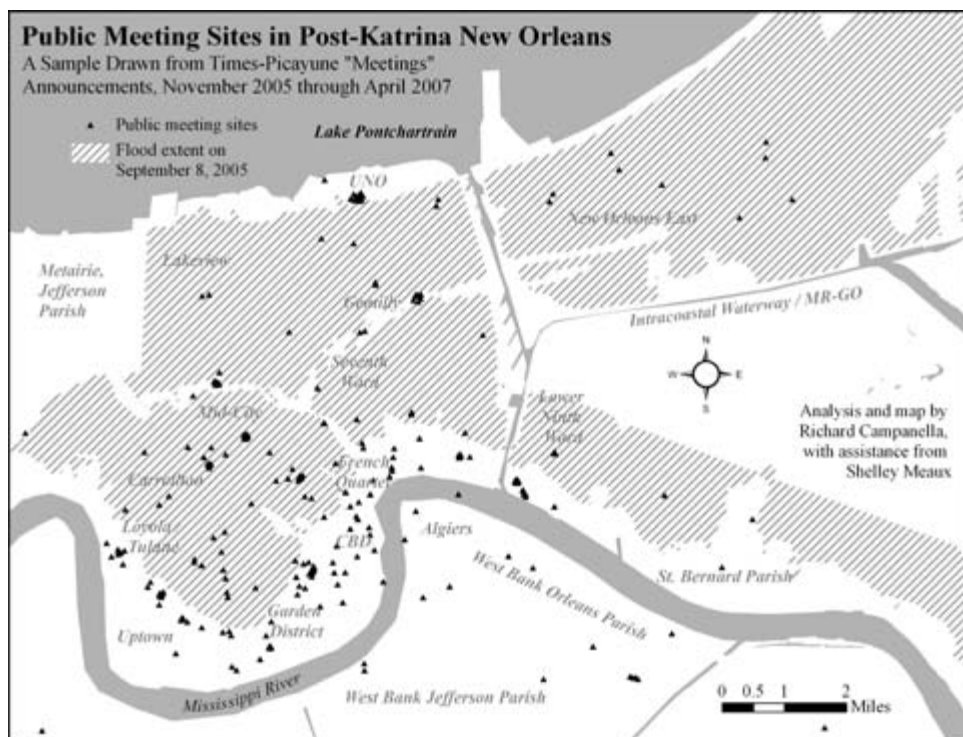 Public Meeting Sites in Post-Katrina New Orleans
A Sample Drawn from Times-Picayune "Meetings"
Announcements, November 2005 through April 2007
Public meeting sites
Flood extent on
September 8, 2005
Lake Pontchartrain
UNO
New Orleans East
Lakeview
Metairie,
Jefferson
Parish
Gentilly
Intracoastal Waterway / MR-GO
Seventh
Ward
N
W
E
S
Mid-City
Lower
Ninth
Ward
Analysis and map by
Richard Campanella,
with assistance from
Shelley Meaux
French
Quarter
Carrollton
Loyola
Tulane
CBD
Algiers
West Bank Orleans Parish
St. Bernard Parish
Garden
District
Uptown
Mississippi River
West Bank Jefferson Parish
0 0.5 1 2
Miles